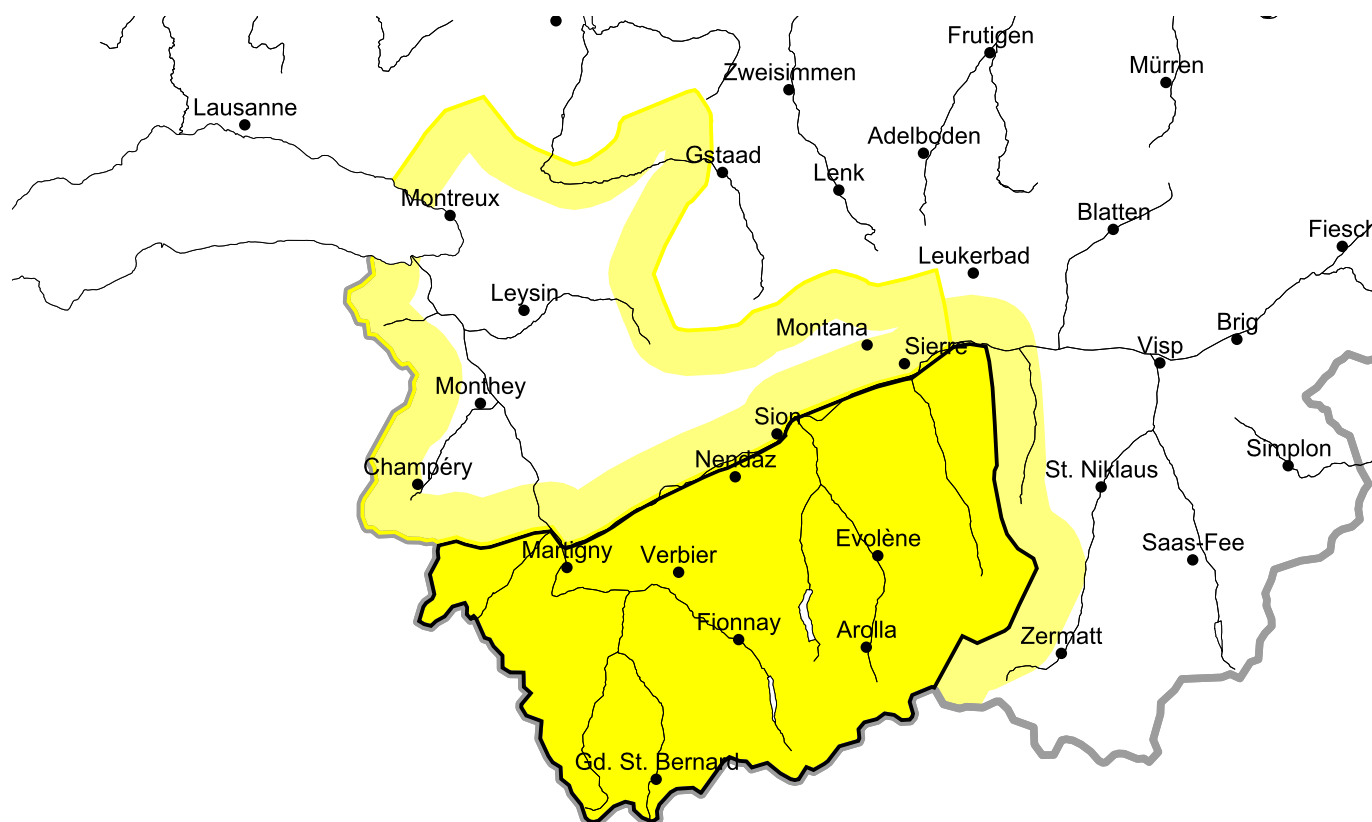 Frutigen
Zweisimmen
Mürren
Lausanne
Adelboden
Gstaad
Lenk
Montreux
Blatten
Fiesch
Leukerbad
Leysin
Montana
Sierre
Brig
Visp
Monthey
Sion
Simplon
Nendaz
Champéry
St. Niklaus
Evolène
Saas-Fee
Martigny
Verbier
Fionnay
Arolla
Zermatt
Gd. St. Bernard